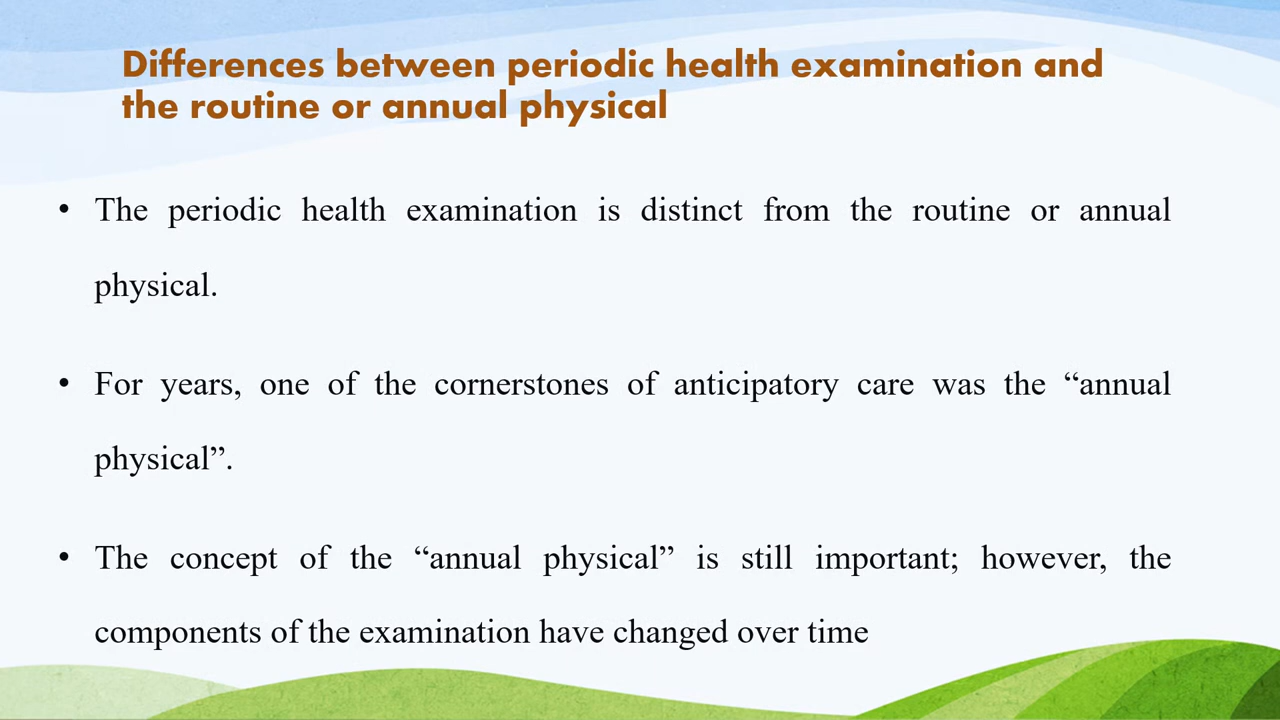 Differences between periodic health examination and
the routine or annual physical
• The periodic health examination is distinct from the routine or annual
physical.
• For years, one of the cornerstones of anticipatory care was the “annual
physical”.
• The concept of the “annual physical” is still important; however, the
components of the examination have changed over time